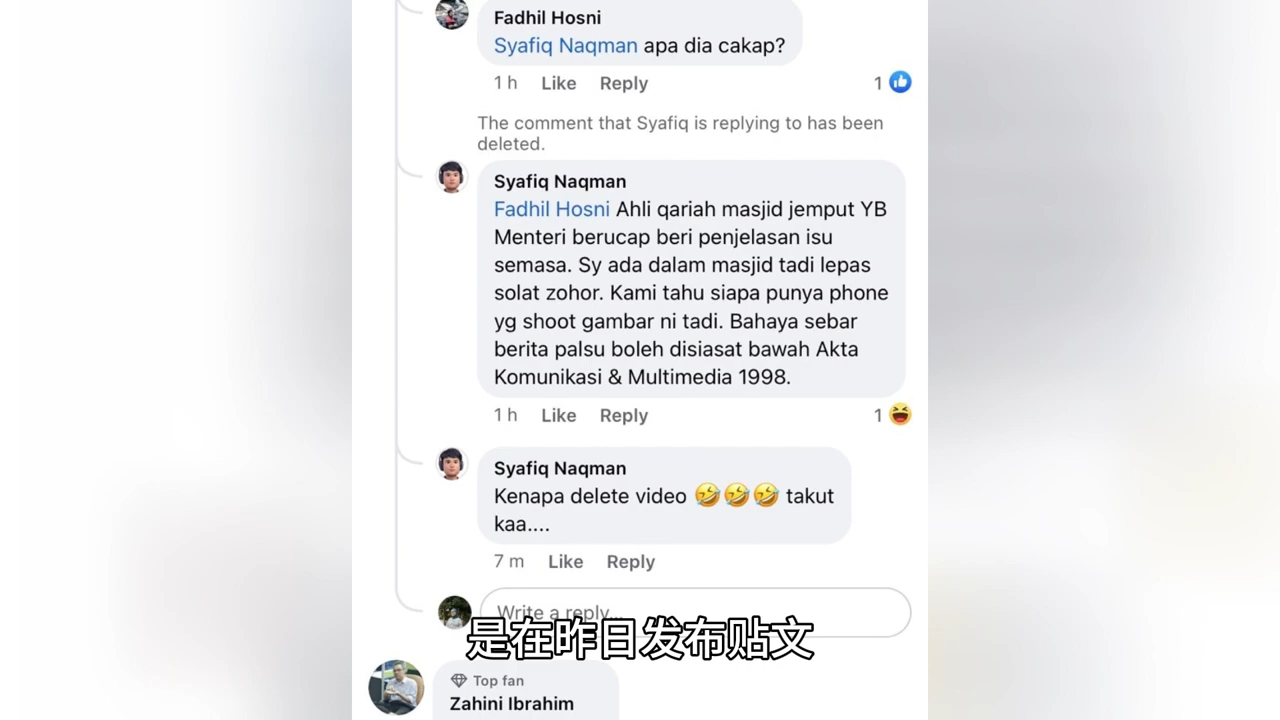 Fadhil Hosni
Syafiq Naqman apa dia cakap?
1 h Like Reply 1
The comment that Syafiq is replying to has been
deleted.
Syafiq Naqman
Fadhil Hosni Ahli qariah masjid jemput YB
Menteri berucap beri penjelasan isu
semasa. Sy ada dalam masjid tadi lepas
solat zohor. Kami tahu siapa punya phone
yg shoot gambar ni tadi. Bahaya sebar
berita palsu boleh disiasat bawah Akta
Komunikasi & Multimedia 1998.
1 h Like Reply 1
Syafiq Naqman
Kenapa delete video 🤣🤣🤣 takut
kaa....
7 m Like Reply
Write a reply...
是在昨日发布贴文
Top fan
Zahini Ibrahim